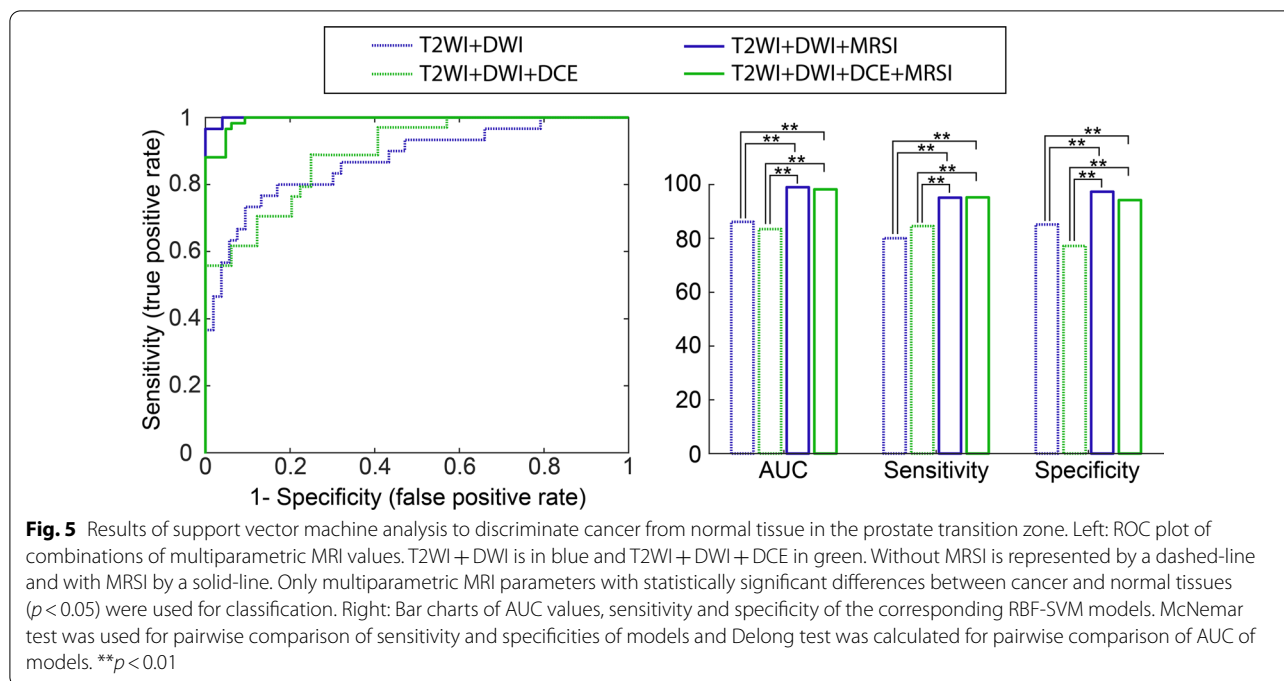 T2WI+DWI
T2WI+DWI+MRSI
T2WI+DWI+DCE
T2WI+DWI+DCE+MRSI
Sensitivity (true positive rate)
1
0.8
0.6
0.4
0.2
0
0
0.2
0.4
0.6
0.8
1
1- Specificity (false positive rate)
100
80
60
40
20
0
**
**
**
**
**
**
**
**
**
**
**
**
AUC
Sensitivity
Specificity
Fig. 5 Results of support vector machine analysis to discriminate cancer from normal tissue in the prostate transition zone. Left: ROC plot of
combinations of multiparametric MRI values. T2WI + DWI is in blue and T2WI + DWI + DCE in green. Without MRSI is represented by a dashed-line
and with MRSI by a solid-line. Only multiparametric MRI parameters with statistically significant differences between cancer and normal tissues
(p < 0.05) were used for classification. Right: Bar charts of AUC values, sensitivity and specificity of the corresponding RBF-SVM models. McNemar
test was used for pairwise comparison of sensitivity and specificities of models and Delong test was calculated for pairwise comparison of AUC of
models. **p < 0.01